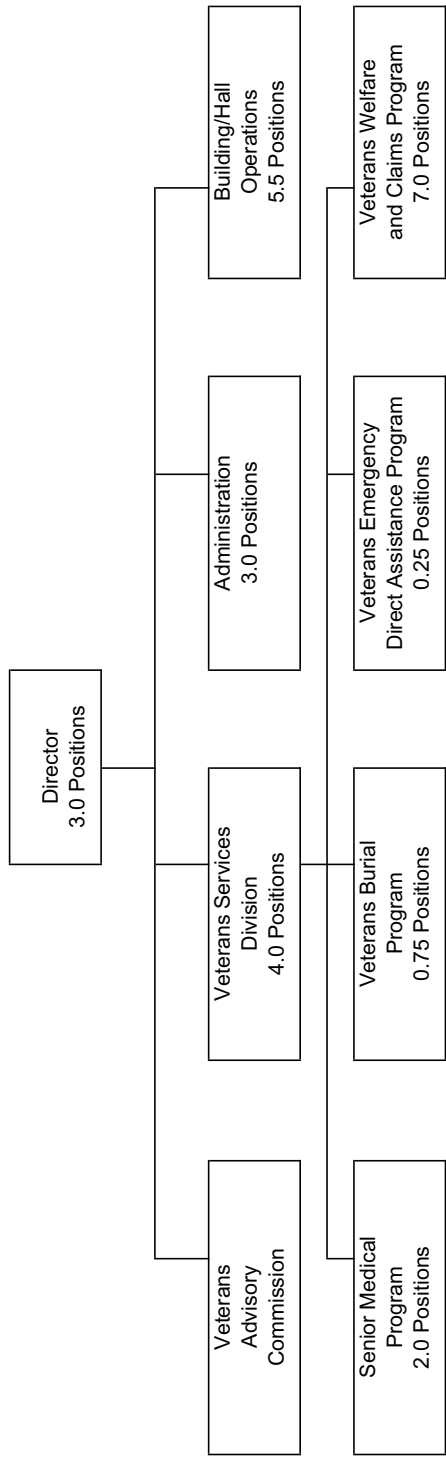 Director
3.0 Positions
Veterans
Advisory
Commission
Veterans Services
Division
4.0 Positions
Administration
3.0 Positions
Building/Hall
Operations
5.5 Positions
Senior Medical
Program
2.0 Positions
Veterans Burial
Program
0.75 Positions
Veterans Emergency
Direct Assistance Program
0.25 Positions
Veterans Welfare
and Claims Program
7.0 Positions